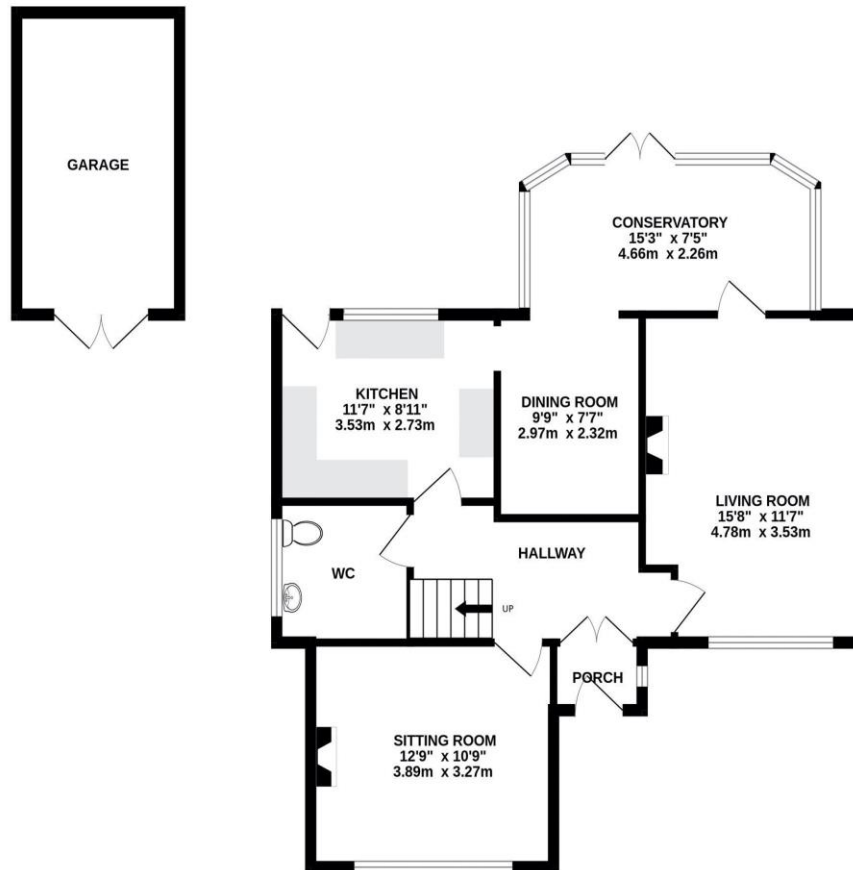 GARAGE
CONSERVATORY
15'3" x 7'5"
4.66m x 2.26m
KITCHEN
11'7" x 8'11"
3.53m x 2.73m
DINING ROOM
9'9" x 7'7"
2.97m x 2.32m
LIVING ROOM
15'8" x 11'7"
4.78m x 3.53m
HALLWAY
WC
UP
PORCH
SITTING ROOM
12'9" x 10'9"
3.89m x 3.27m